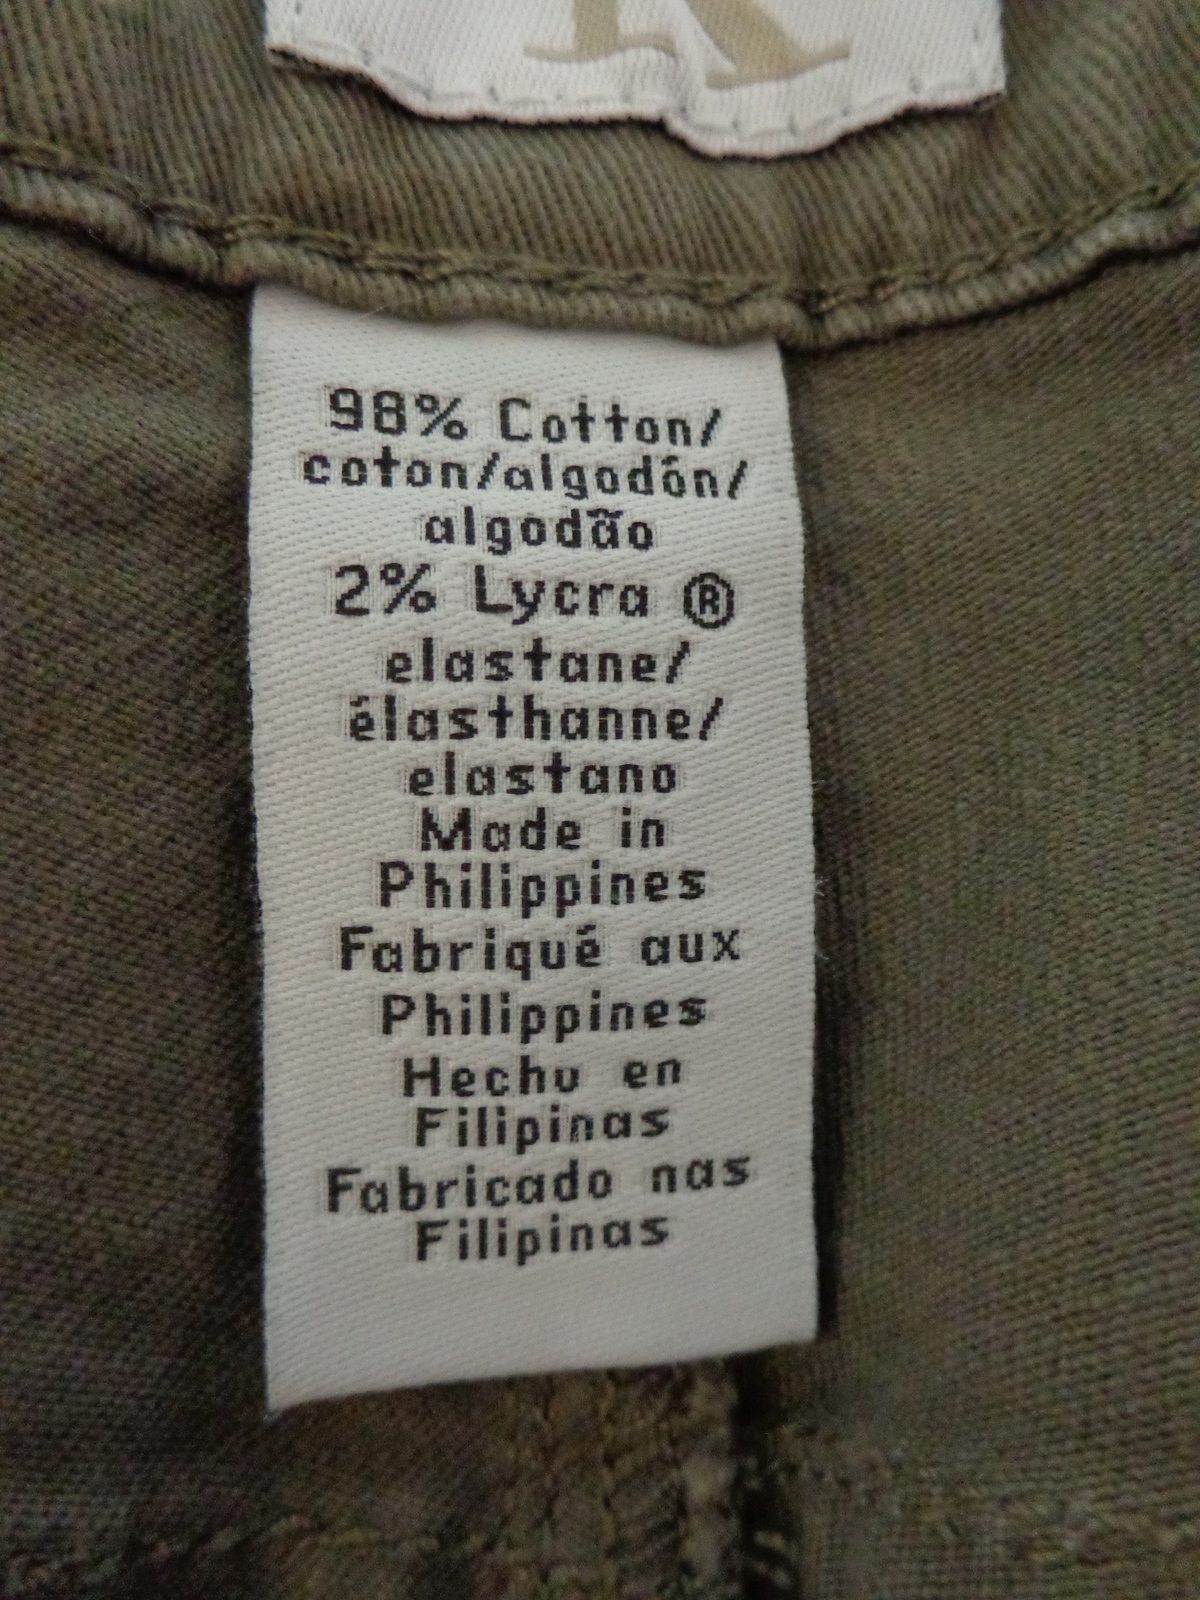 98% Cotton/
coton/algodón/
algodão
2% Lycra ®
elastane/
élasthanne/
elastano
Made in
Philippines
Fabriqué aux
Philippines
Hecho en
Filipinas
Fabricado nas
Filipinas